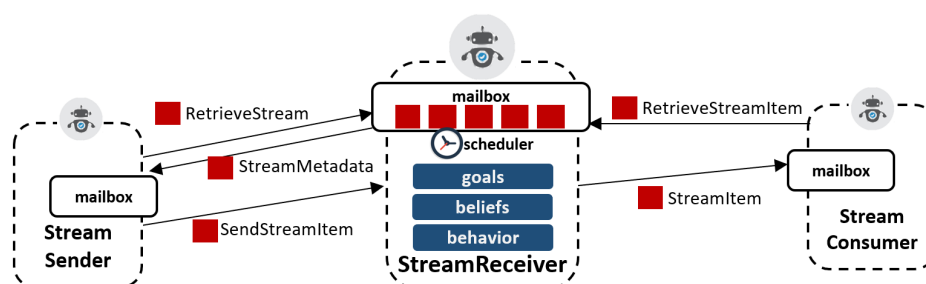 RetrieveStream
StreamMetadata
mailbox
SendStreamItem
Stream
Sender
mailbox
scheduler
goals
beliefs
behavior
StreamReceiver
RetrieveStreamItem
mailbox
StreamItem
Stream
Consumer